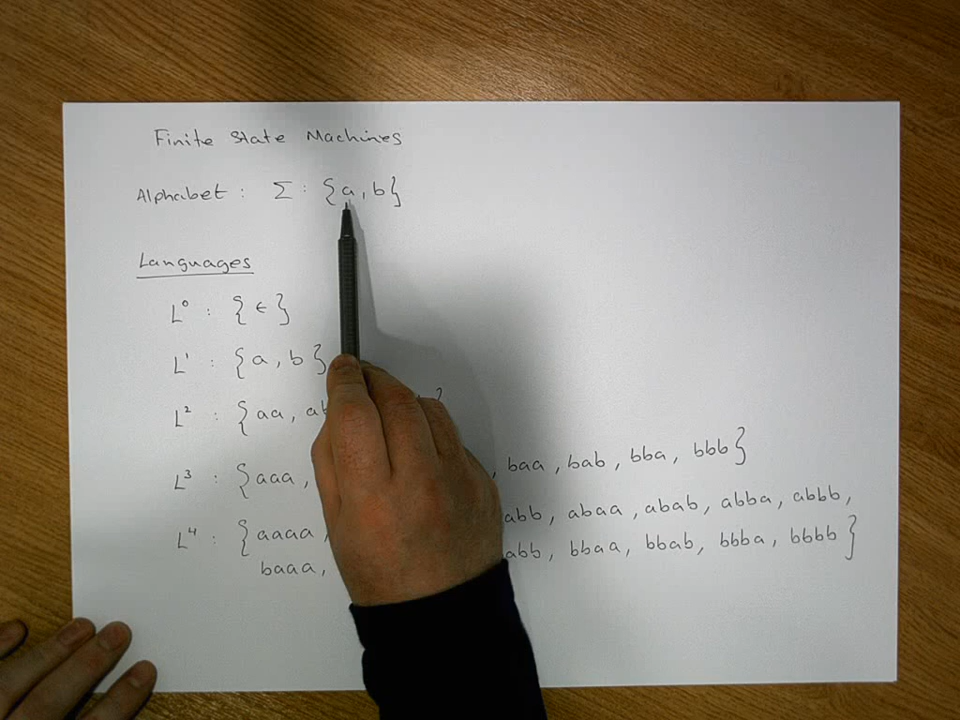 Finite State Machines
Alphabet : Σ : {a, b}
Languages
L⁰ : {ϵ}
L¹ : {a, b}
L² : {aa, }
L³ : {aaa, , baa, bab, bba, bbb}
L⁴ : {aaaa, abb, abaa, abab, abba, abbb,
baaa, abb, bbaa, bbab, bbba, bbbb}